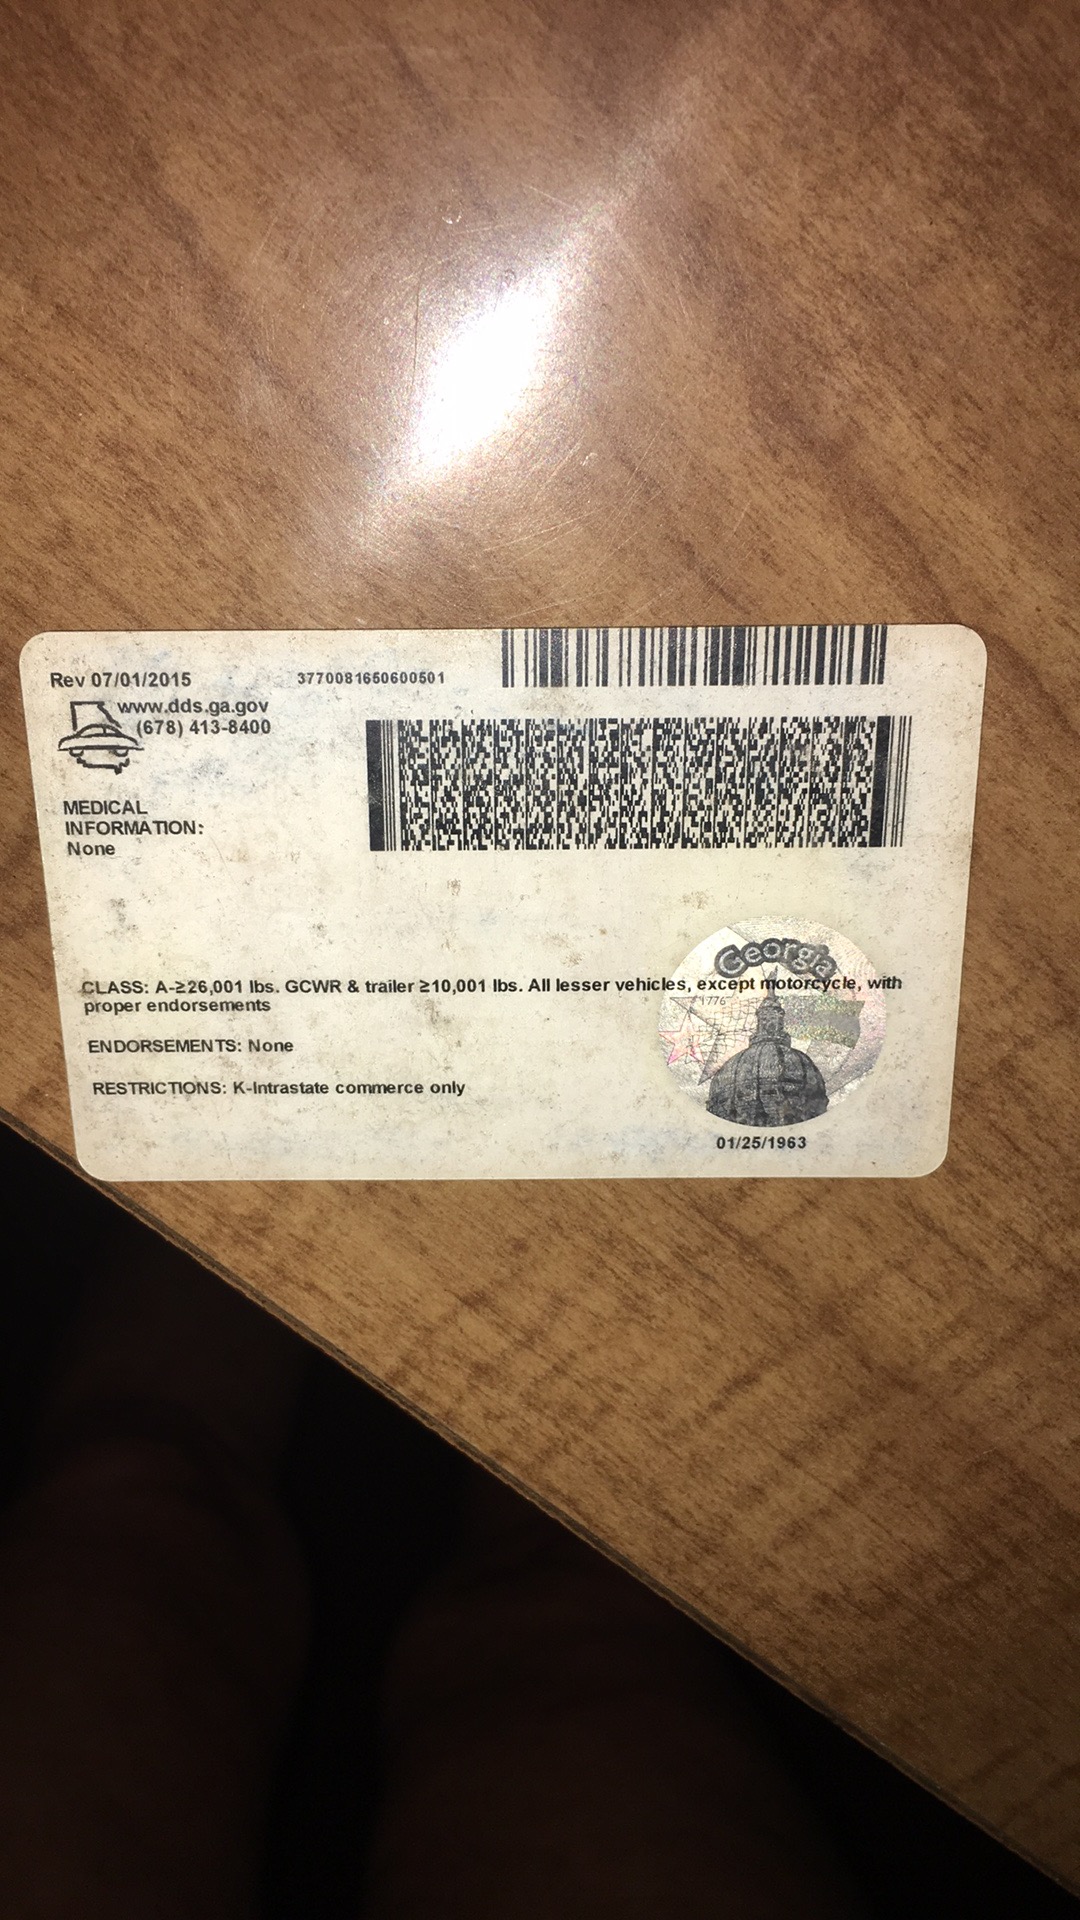 Rev 07/01/2015
3770081650600501
www.dds.ga.gov
(678) 413-8400
MEDICAL
INFORMATION:
None
Georgia
CLASS: A-≥26,001 lbs. GCWR & trailer ≥10,001 lbs. All lesser vehicles, except motorcycle, with
proper endorsements
1776
ENDORSEMENTS: None
RESTRICTIONS: K-Intrastate commerce only
01/25/1963